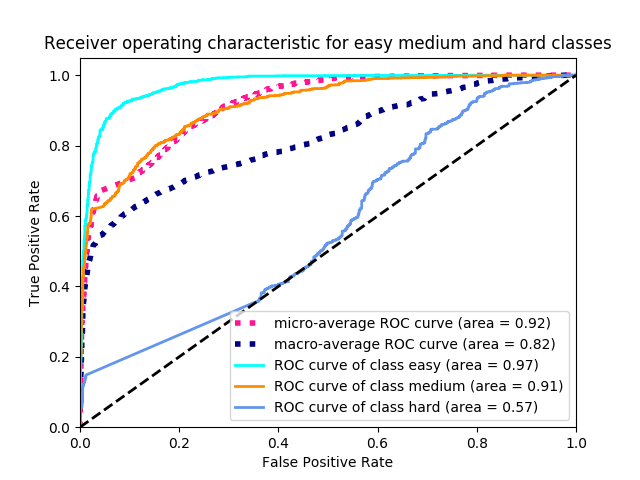 Receiver operating characteristic for easy medium and hard classes
1.0
0.8
0.6
0.4
0.2
0.0
True Positive Rate
micro-average ROC curve (area = 0.92)
macro-average ROC curve (area = 0.82)
ROC curve of class easy (area = 0.97)
ROC curve of class medium (area = 0.91)
ROC curve of class hard (area = 0.57)
0.0 0.2 0.4 0.6 0.8 1.0
False Positive Rate